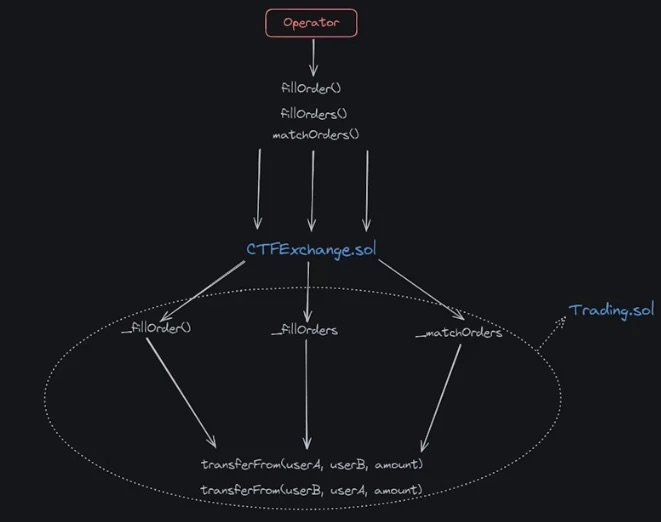 Operator
fillOrder()
fillOrders()
matchOrders()
CTFExchange.sol
Trading.sol
_fillOrder()
_fillOrders
_matchOrders
transferFrom(userA, userB, amount)
transferFrom(userB, userA, amount)